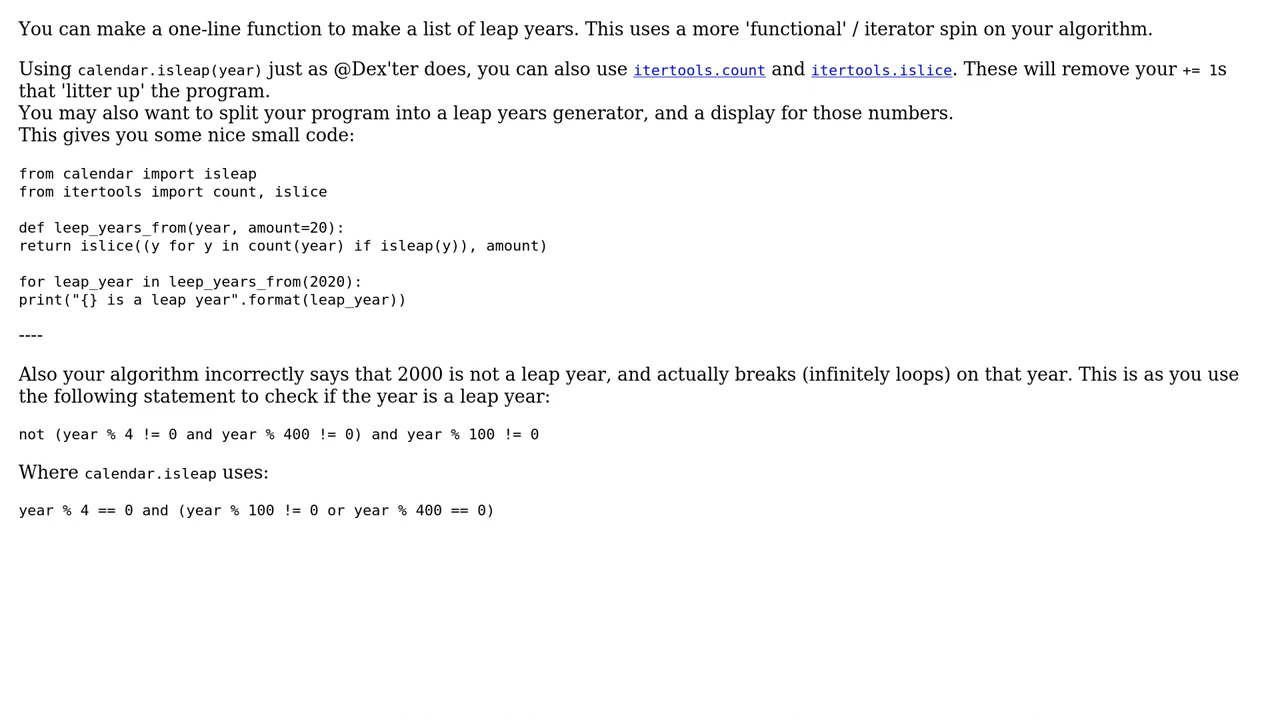 You can make a one-line function to make a list of leap years. This uses a more 'functional' / iterator spin on your algorithm.
Using calendar.isleap(year) just as @Dex'ter does, you can also use itertools.count and itertools.islice. These will remove your += 1s
that 'litter up' the program.
You may also want to split your program into a leap years generator, and a display for those numbers.
This gives you some nice small code:
from calendar import isleap
from itertools import count, islice
def leep_years_from(year, amount=20):
return islice((y for y in count(year) if isleap(y)), amount)
for leap_year in leep_years_from(2020):
print("{} is a leap year".format(leap_year))
----
Also your algorithm incorrectly says that 2000 is not a leap year, and actually breaks (infinitely loops) on that year. This is as you use
the following statement to check if the year is a leap year:
not (year % 4 != 0 and year % 400 != 0) and year % 100 != 0
Where calendar.isleap uses:
year % 4 == 0 and (year % 100 != 0 or year % 400 == 0)